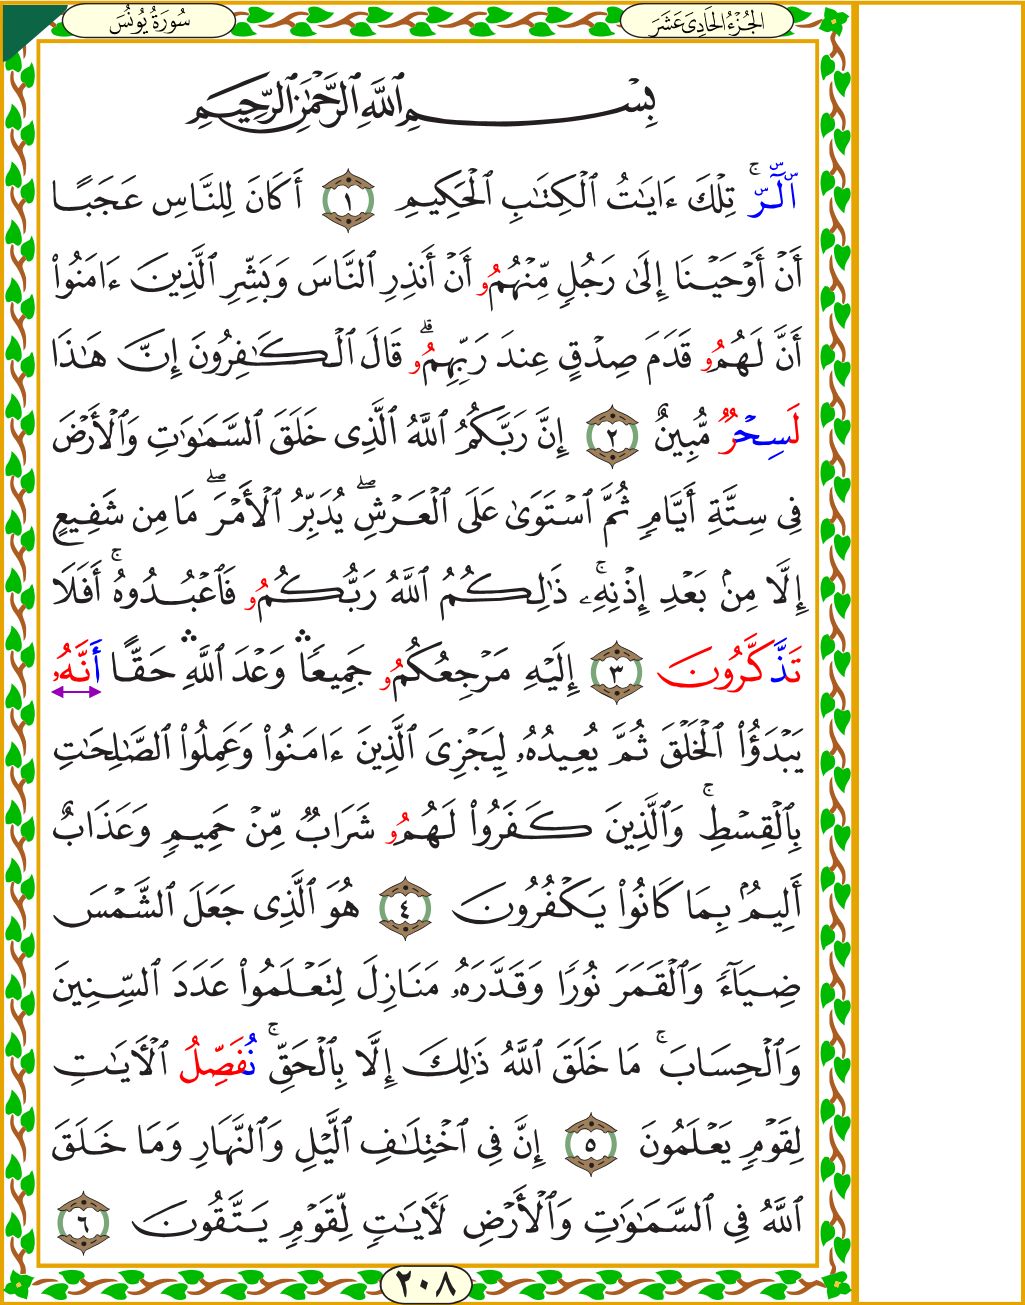 سُورَةُ يُونُسَ
الجُزْءُ الحَادِىَ عَشَرَ
بِسْمِ ٱللَّهِ ٱلرَّحْمَٰنِ ٱلرَّحِيمِ
الٓرۚ تِلْكَ ءَايَٰتُ ٱلْكِتَٰبِ ٱلْحَكِيمِ ١ أَكَانَ لِلنَّاسِ عَجَبًا
أَنْ أَوْحَيْنَا إِلَىٰ رَجُلٍ مِّنْهُمُو أَنْ أَنذِرِ ٱلنَّاسَ وَبَشِّرِ ٱلَّذِينَ ءَامَنُواْ
أَنَّ لَهُمُو قَدَمَ صِدْقٍ عِندَ رَبِّهِمُوۗ قَالَ ٱلْكَٰفِرُونَ إِنَّ هَٰذَا
لَسِحْرٌ مُّبِينٌ ٢ إِنَّ رَبَّكُمُ ٱللَّهُ ٱلَّذِى خَلَقَ ٱلسَّمَٰوَٰتِ وَٱلْأَرْضَ
فِى سِتَّةِ أَيَّامٍ ثُمَّ ٱسْتَوَىٰ عَلَى ٱلْعَرْشِۖ يُدَبِّرُ ٱلْأَمْرَۖ مَا مِن شَفِيعٍ
إِلَّا مِنۢ بَعْدِ إِذْنِهِۦۚ ذَٰلِكُمُ ٱللَّهُ رَبُّكُمُو فَٱعْبُدُوهُۚ أَفَلَا
تَذَّكَّرُونَ ٣ إِلَيْهِ مَرْجِعُكُمُو جَمِيعًاۛ وَعْدَ ٱللَّهِۛ حَقًّا أَنَّهُۥ
يَبْدَؤُاْ ٱلْخَلْقَ ثُمَّ يُعِيدُهُۥ لِيَجْزِىَ ٱلَّذِينَ ءَامَنُواْ وَعَمِلُواْ ٱلصَّٰلِحَٰتِ
بِٱلْقِسْطِۚ وَٱلَّذِينَ كَفَرُواْ لَهُمُو شَرَابٌ مِّنْ حَمِيمٍ وَعَذَابٌ
أَلِيمٌۢ بِمَا كَانُواْ يَكْفُرُونَ ٤ هُوَ ٱلَّذِى جَعَلَ ٱلشَّمْسَ
ضِيَآءً وَٱلْقَمَرَ نُورًا وَقَدَّرَهُۥ مَنَازِلَ لِتَعْلَمُواْ عَدَدَ ٱلسِّنِينَ
وَٱلْحِسَابَۚ مَا خَلَقَ ٱللَّهُ ذَٰلِكَ إِلَّا بِٱلْحَقِّۚ نُفَصِّلُ ٱلْأَيَٰتِ
لِقَوْمٍ يَعْلَمُونَ ٥ إِنَّ فِى ٱخْتِلَٰفِ ٱلَّيْلِ وَٱلنَّهَارِ وَمَا خَلَقَ
ٱللَّهُ فِى ٱلسَّمَٰوَٰتِ وَٱلْأَرْضِ لَأَيَٰتٍ لِّقَوْمٍ يَتَّقُونَ ٦
٢٠٨